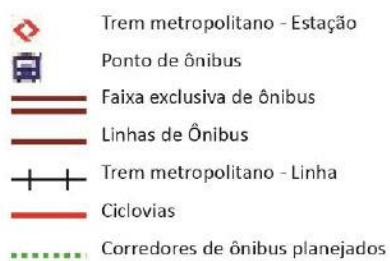 Trem metropolitano - Estação
Ponto de ônibus
Faixa exclusiva de ônibus
Linhas de Ônibus
Trem metropolitano - Linha
Ciclovias
Corredores de ônibus planejados